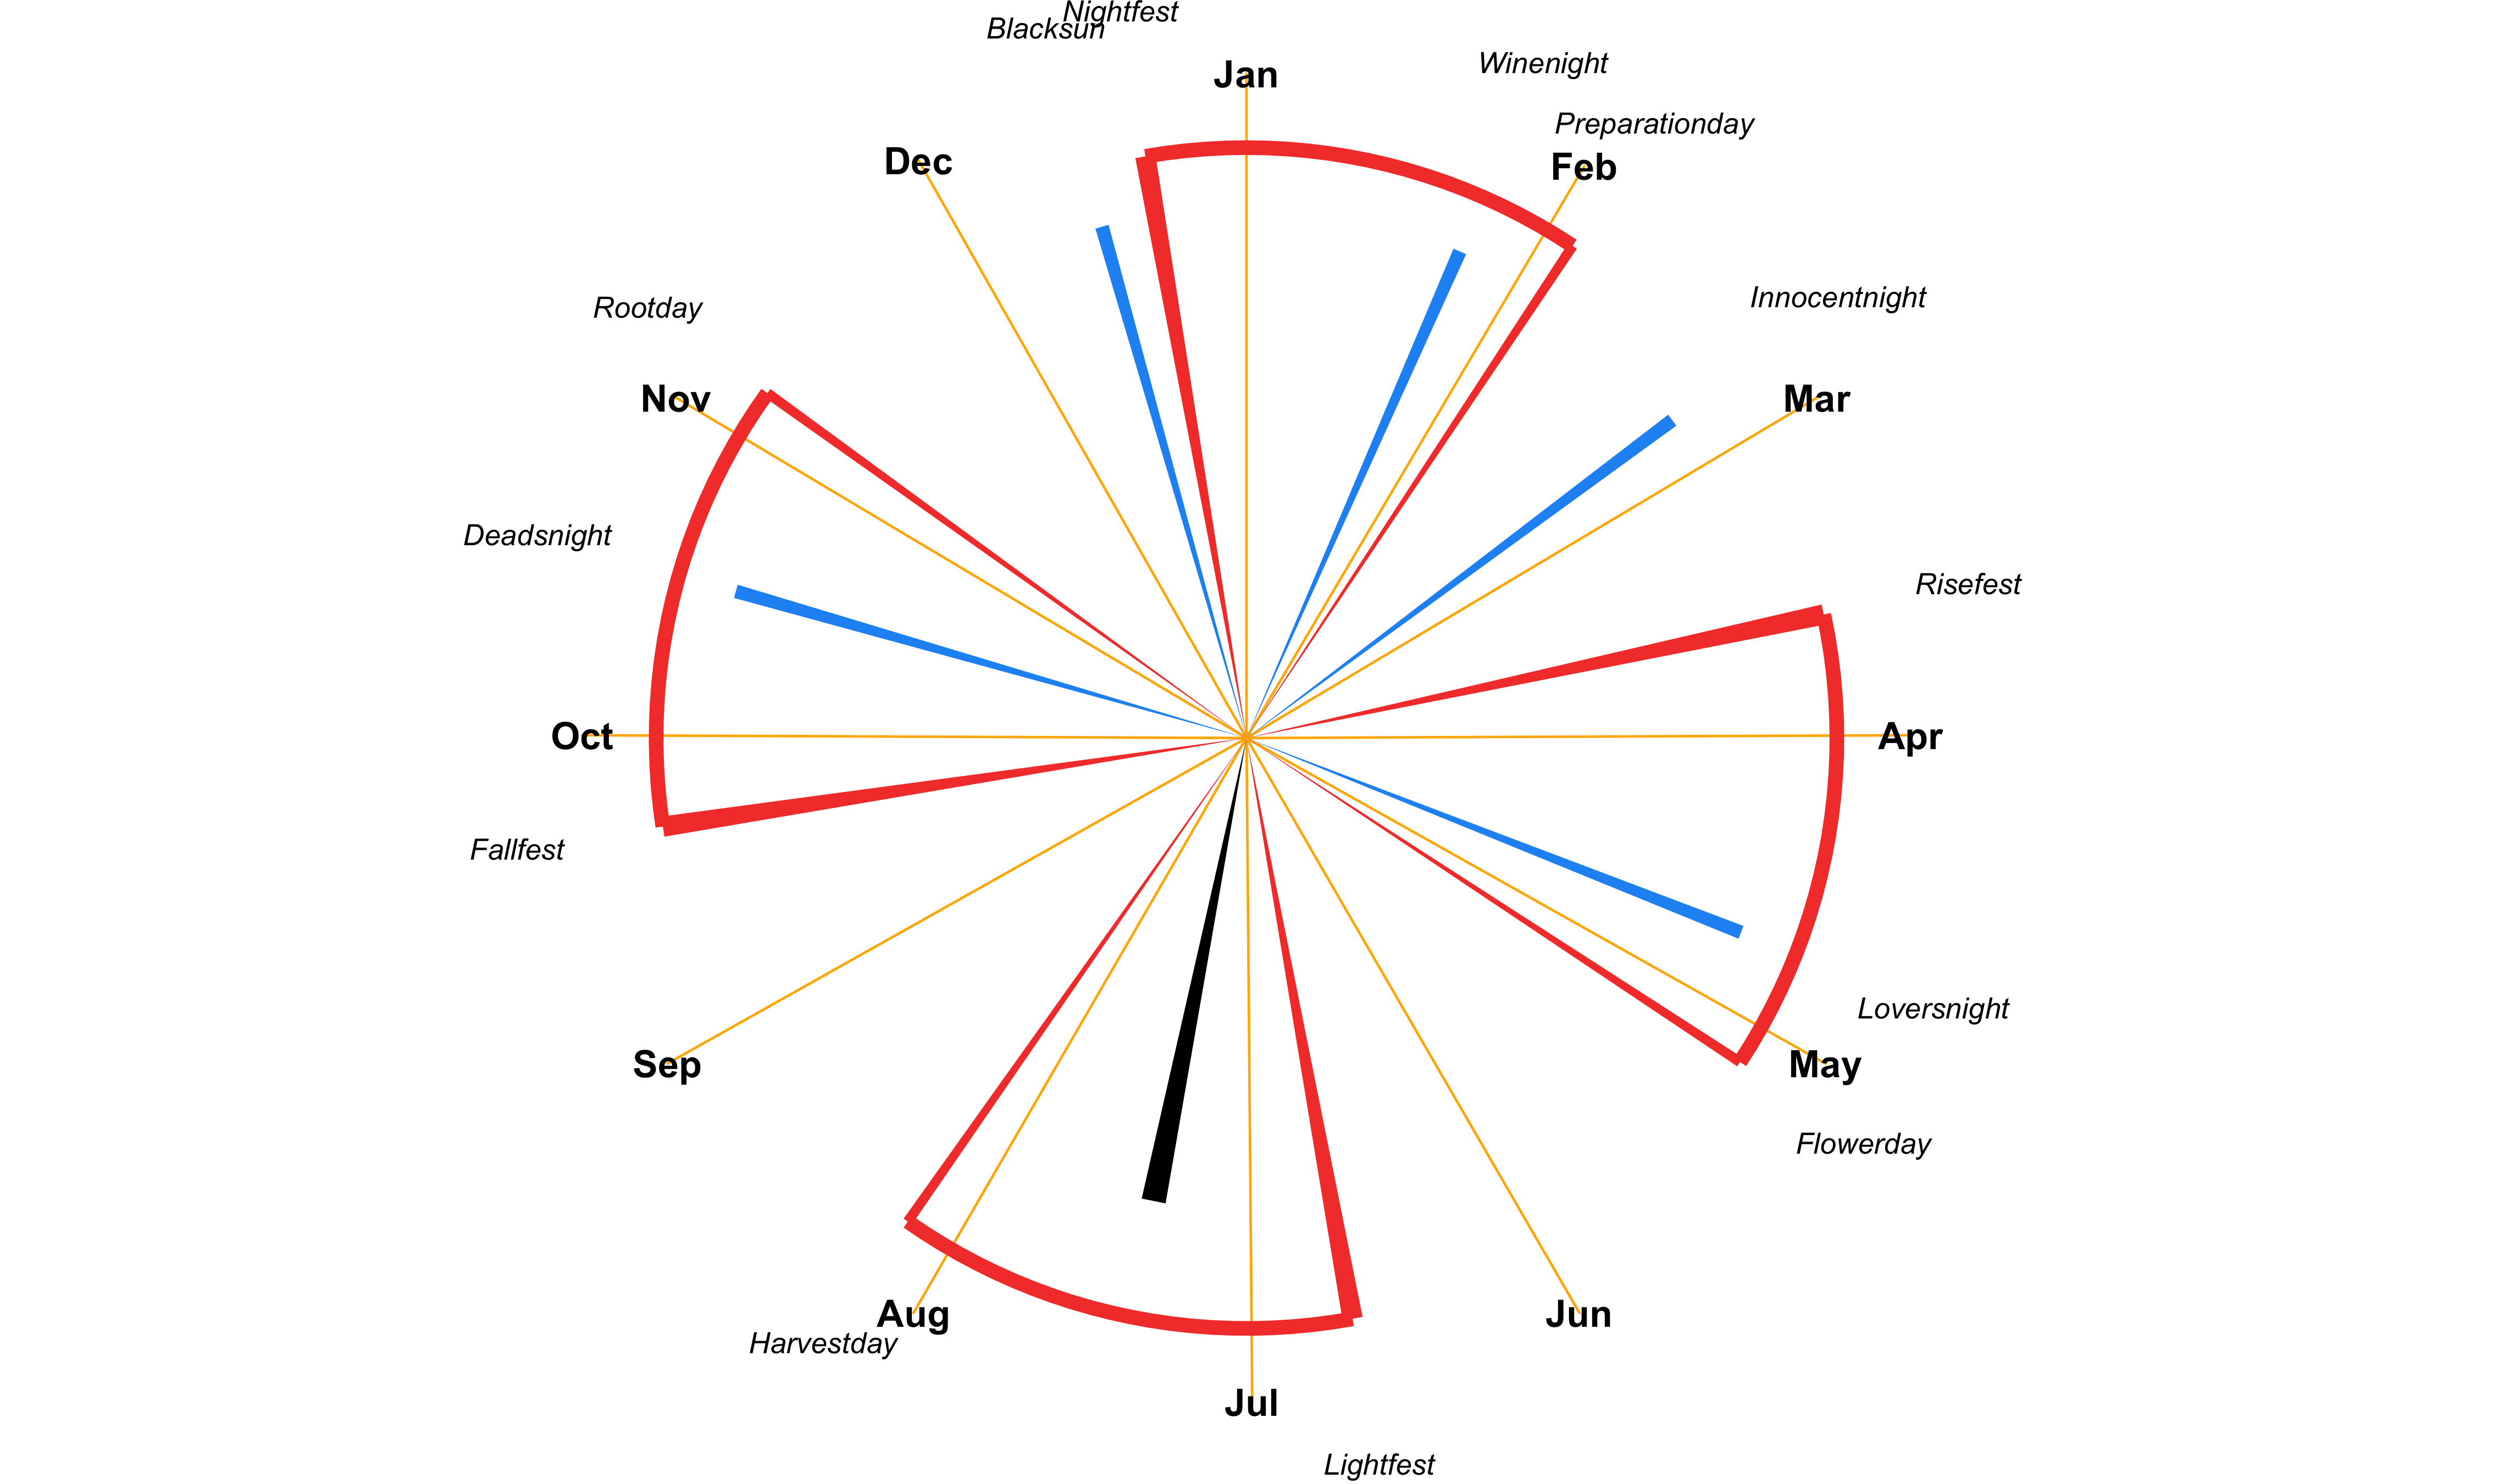 Nightfest
Blacksun
Winenight
Jan
Preparationday
Dec
Feb
Innocentnight
Rootday
Nov
Mar
Deadsnight
Risefest
Oct
Apr
Fallfest
Loversnight
Sep
May
Flowerday
Aug
Jun
Harvestday
Jul
Lightfest